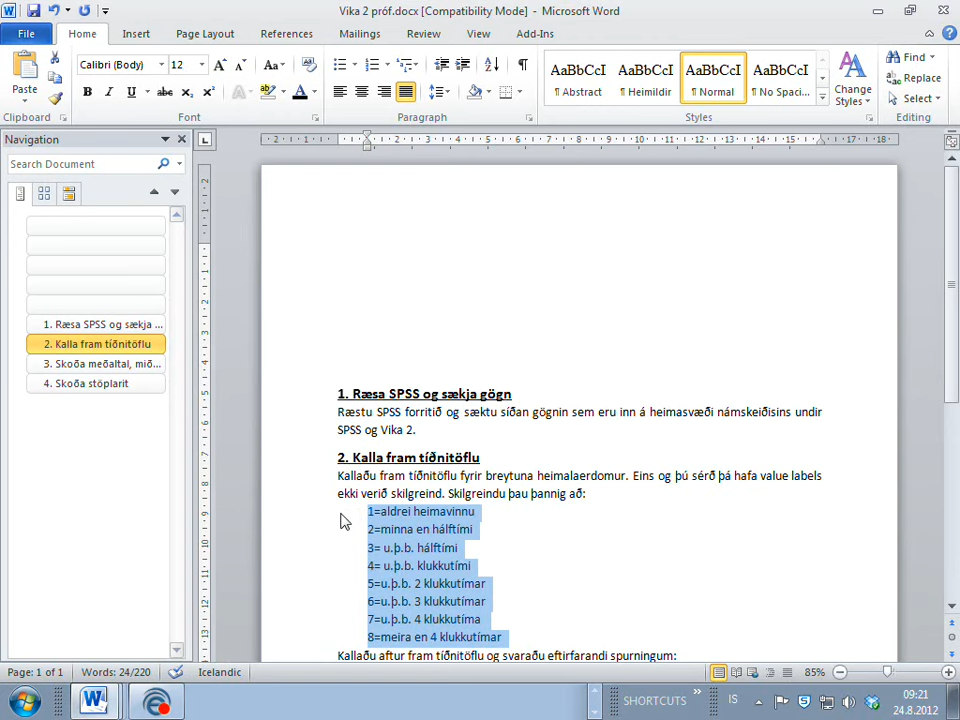 Vika 2 próf.docx [Compatibility Mode] - Microsoft Word
File Home Insert Page Layout References Mailings Review View Add-Ins
Paste
Clipboard
Calibri (Body) 12
Font
Paragraph
AaBbCcI AaBbCcI AaBbCcI AaBbCcI
¶ Abstract ¶ Heimildir ¶ Normal ¶ No Spaci...
Change Styles
Styles
Find
Replace
Select
Editing
Navigation
Search Document
1. Ræsa SPSS og sækja ...
2. Kalla fram tíðnitöflu
3. Skoða meðaltal, mið...
4. Skoða stöplarit
1. Ræsa SPSS og sækja gögn
Ræstu SPSS forritið og sæktu síðan gögnin sem eru inn á heimasvæði námskeiðisins undir
SPSS og Vika 2.
2. Kalla fram tíðnitöflu
Kallaðu fram tíðnitöflu fyrir breytuna heimalaerdomur. Eins og þú sérð þá hafa value labels
ekki verið skilgreind. Skilgreindu þau þannig að:
1=aldrei heimavinnu
2=minna en hálftími
3= u.þ.b. hálftími
4= u.þ.b. klukkutími
5=u.þ.b. 2 klukkutímar
6=u.þ.b. 3 klukkutímar
7=u.þ.b. 4 klukkutíma
8=meira en 4 klukkutímar
Kallaðu aftur fram tíðnitöflu og svaraðu eftirfarandi spurningum:
Page: 1 of 1 Words: 24/220 Icelandic 85%
SHORTCUTS IS 09:21
24.8.2012